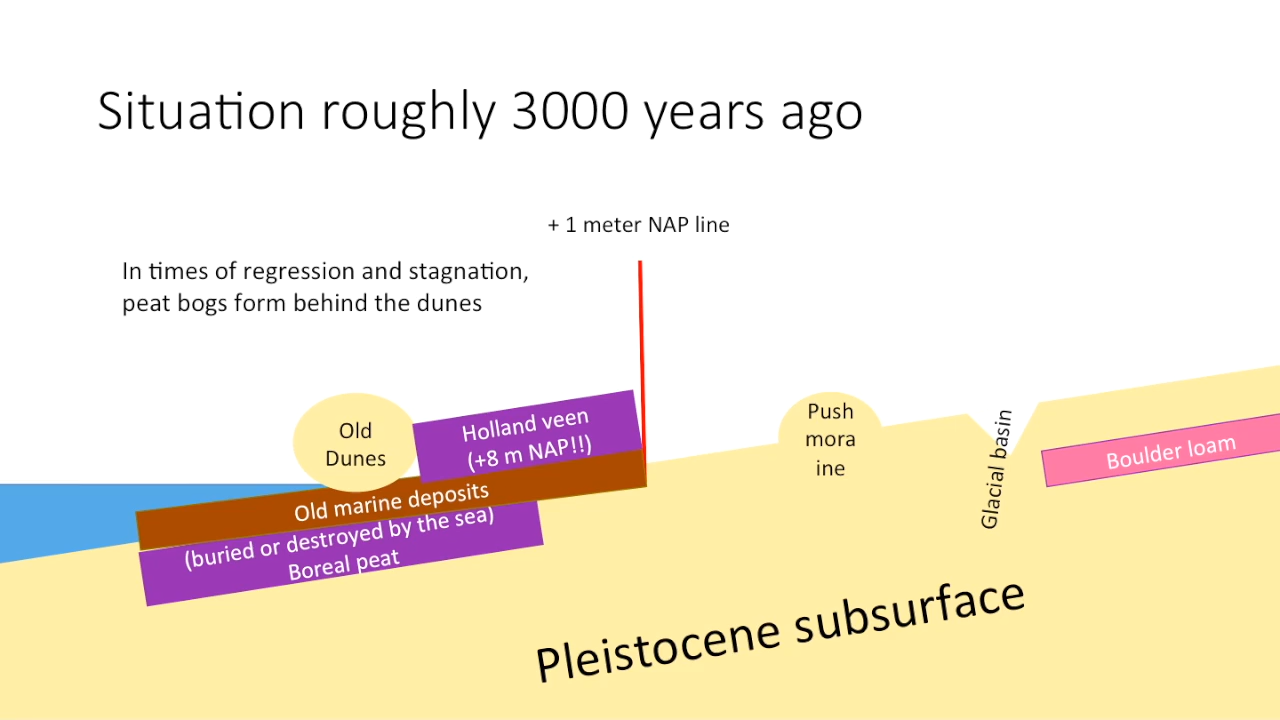 Situation roughly 3000 years ago
+ 1 meter NAP line
In times of regression and stagnation,
peat bogs form behind the dunes
Old
Dunes
Holland veen
(+8 m NAP!!)
Old marine deposits
(buried or destroyed by the sea)
Boreal peat
Push
mora
ine
Glacial basin
Boulder loam
Pleistocene subsurface